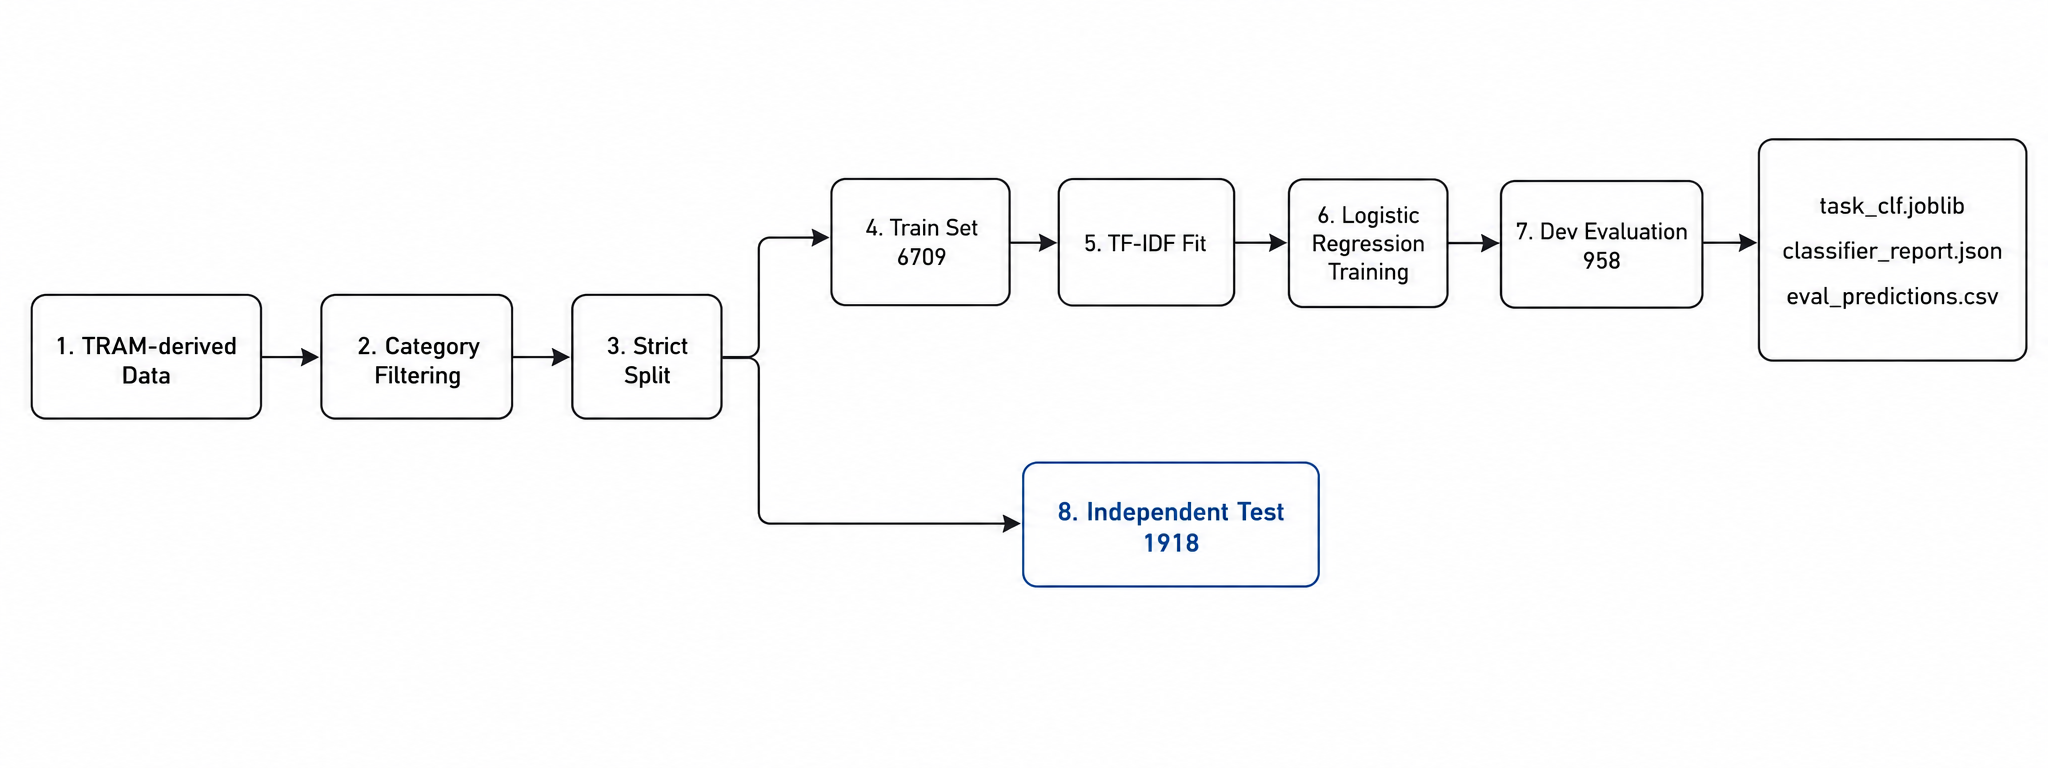 1. TRAM-derived
Data
2. Category
Filtering
3. Strict
Split
4. Train Set
6709
5. TF-IDF Fit
6. Logistic
Regression
Training
7. Dev Evaluation
958
task_clf.joblib
classifier_report.json
eval_predictions.csv
8. Independent Test
1918